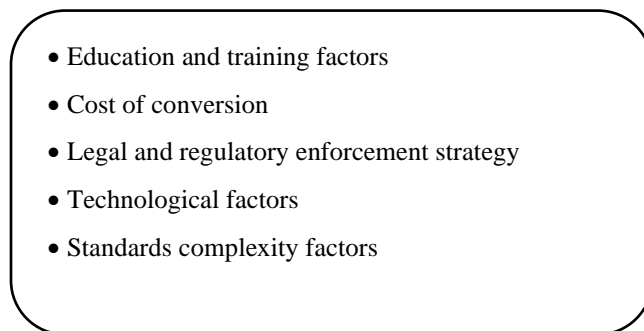 • Education and training factors
• Cost of conversion
• Legal and regulatory enforcement strategy
• Technological factors
• Standards complexity factors